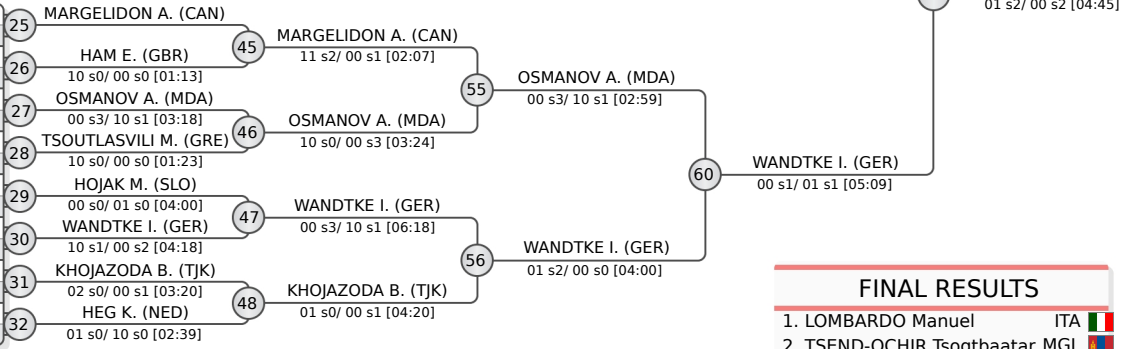 01 s2/ 00 s2 [04:45]
25
MARGELIDON A. (CAN)
45
MARGELIDON A. (CAN)
11 s2/ 00 s1 [02:07]
26
HAM E. (GBR)
10 s0/ 00 s0 [01:13]
55
OSMANOV A. (MDA)
00 s3/ 10 s1 [02:59]
27
OSMANOV A. (MDA)
00 s3/ 10 s1 [03:18]
46
OSMANOV A. (MDA)
10 s0/ 00 s3 [03:24]
28
TSOUTLASVILI M. (GRE)
10 s0/ 00 s0 [01:23]
60
WANDTKE I. (GER)
00 s1/ 01 s1 [05:09]
29
HOJAK M. (SLO)
00 s0/ 01 s0 [04:00]
47
WANDTKE I. (GER)
00 s3/ 10 s1 [06:18]
30
WANDTKE I. (GER)
10 s1/ 00 s2 [04:18]
56
WANDTKE I. (GER)
01 s2/ 00 s0 [04:00]
31
KHOJAZODA B. (TJK)
02 s0/ 00 s1 [03:20]
48
KHOJAZODA B. (TJK)
01 s0/ 00 s1 [04:20]
32
HEG K. (NED)
01 s0/ 10 s0 [02:39]
FINAL RESULTS
1. LOMBARDO Manuel ITA
2. TSEND-OCHIR Tsogtbaatar MGL